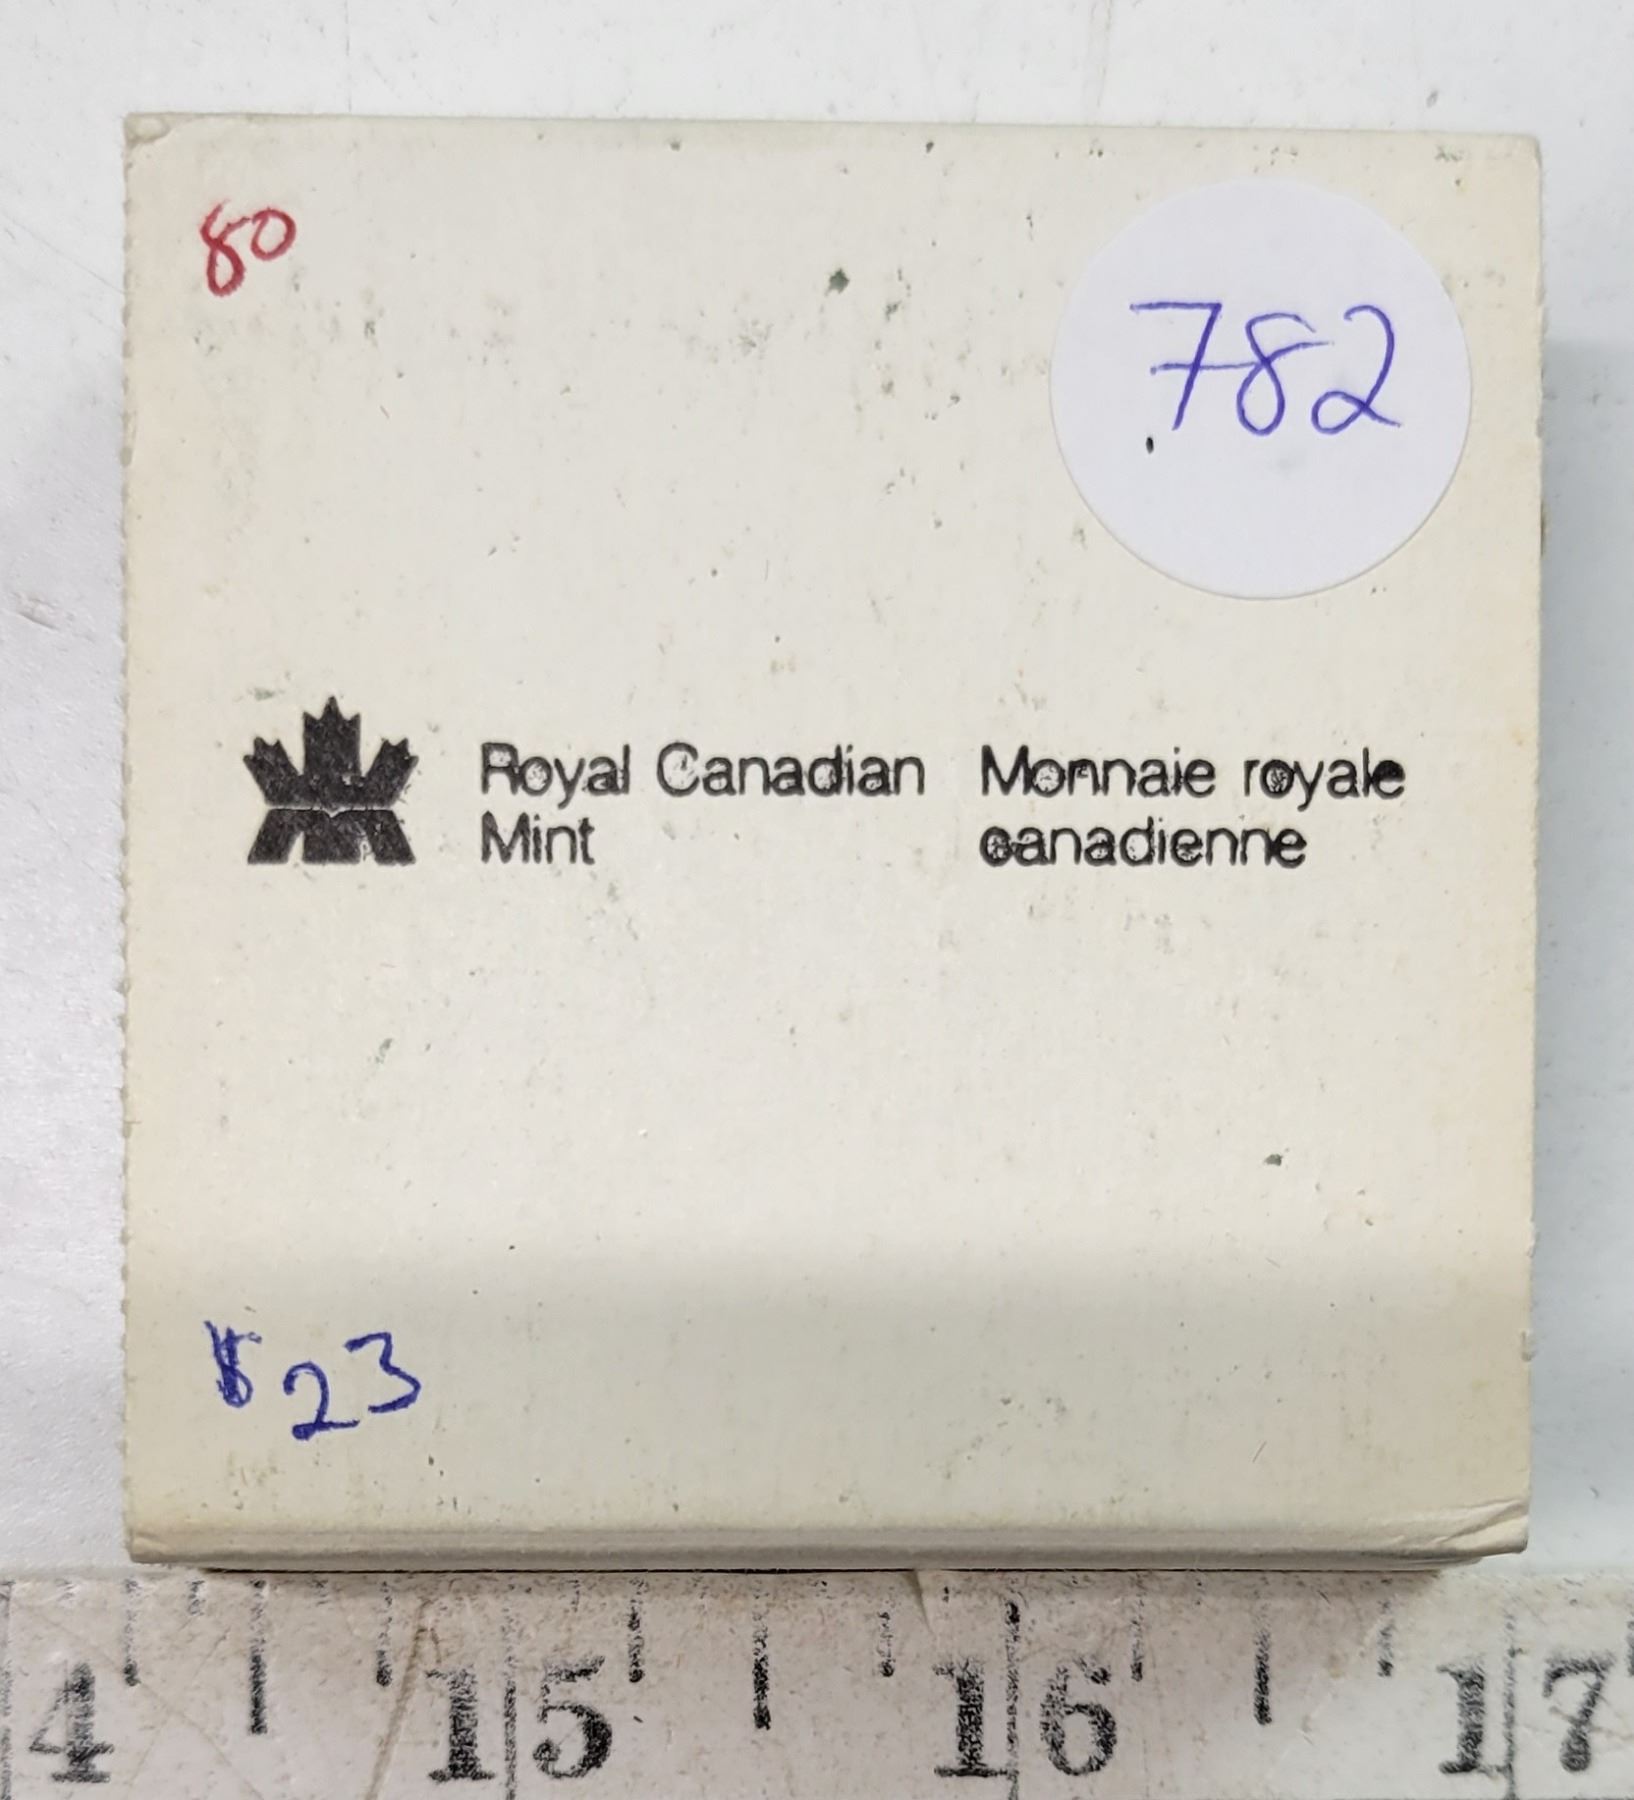 80
782
Royal Canadian
Mint
Monnaie royale
canadienne
$23
4 15 16 17